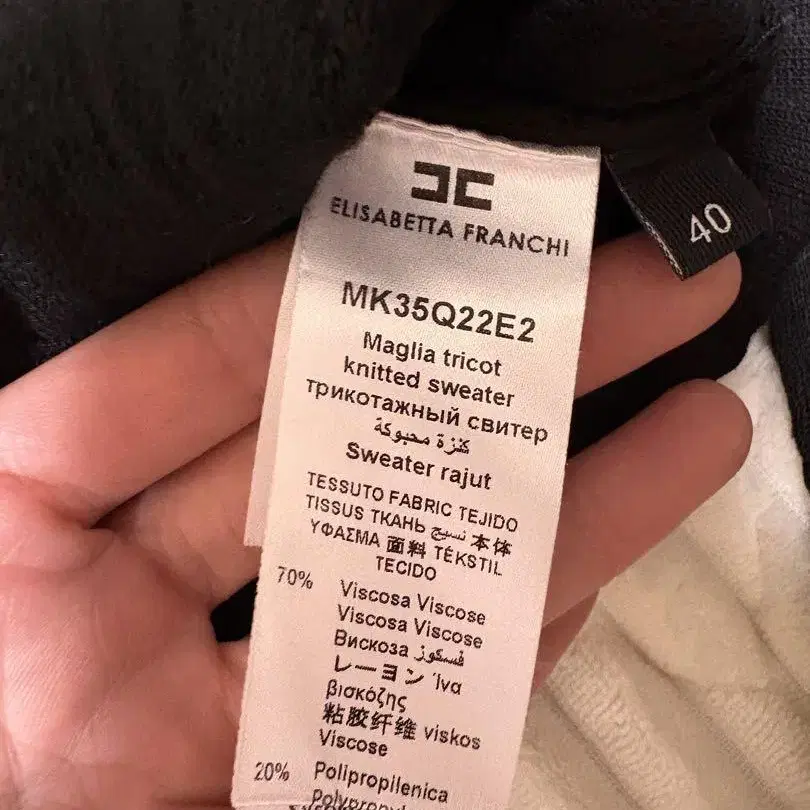 ELISABETTA FRANCHI
40
MK35Q22E2
Maglia tricot
knitted sweater
трикотажный свитер
كنزة محبوكة
Sweater rajut
TESSUTO FABRIC TEJIDO
TISSUS ТКАНЬ نسيج 本体
ΥΦΑΣΜΑ 面料 TEKSTIL
TECIDO
70% Viscosa Viscose
Viscosa Viscose
Вискоза فسكوز
レーヨン Ίνα
βισκόζης
粘胶纤维 viskos
Viscose
20% Polipropilenica